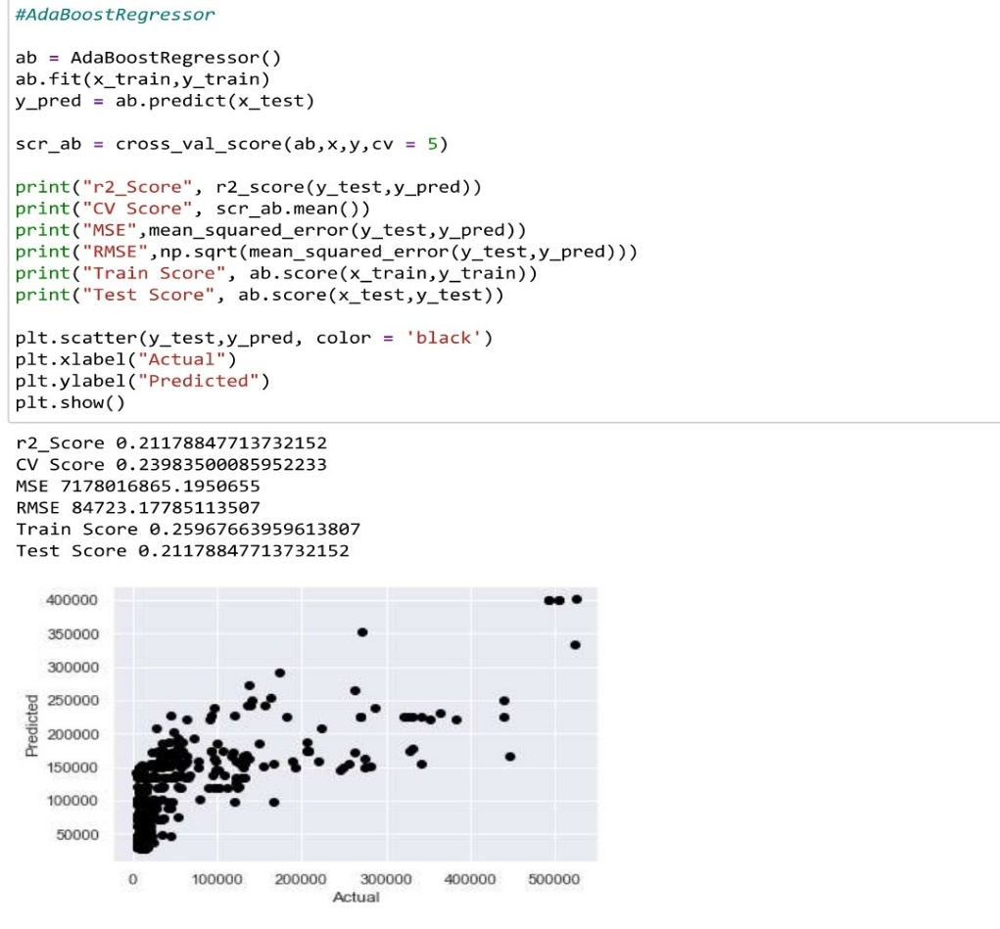 #AdaBoostRegressor
ab = AdaBoostRegressor()
ab.fit(x_train,y_train)
y_pred = ab.predict(x_test)
scr_ab = cross_val_score(ab,x,y,cv = 5)
print("r2_Score", r2_score(y_test,y_pred))
print("CV Score", scr_ab.mean())
print("MSE",mean_squared_error(y_test,y_pred))
print("RMSE",np.sqrt(mean_squared_error(y_test,y_pred)))
print("Train Score", ab.score(x_train,y_train))
print("Test Score", ab.score(x_test,y_test))
plt.scatter(y_test,y_pred, color = 'black')
plt.xlabel("Actual")
plt.ylabel("Predicted")
plt.show()
r2_Score 0.21178847713732152
CV Score 0.23983500085952233
MSE 7178016865.1950655
RMSE 84723.17785113507
Train Score 0.25967663959613807
Test Score 0.21178847713732152
400000
350000
300000
250000
200000
150000
100000
50000
Predicted
0 100000 200000 300000 400000 500000
Actual